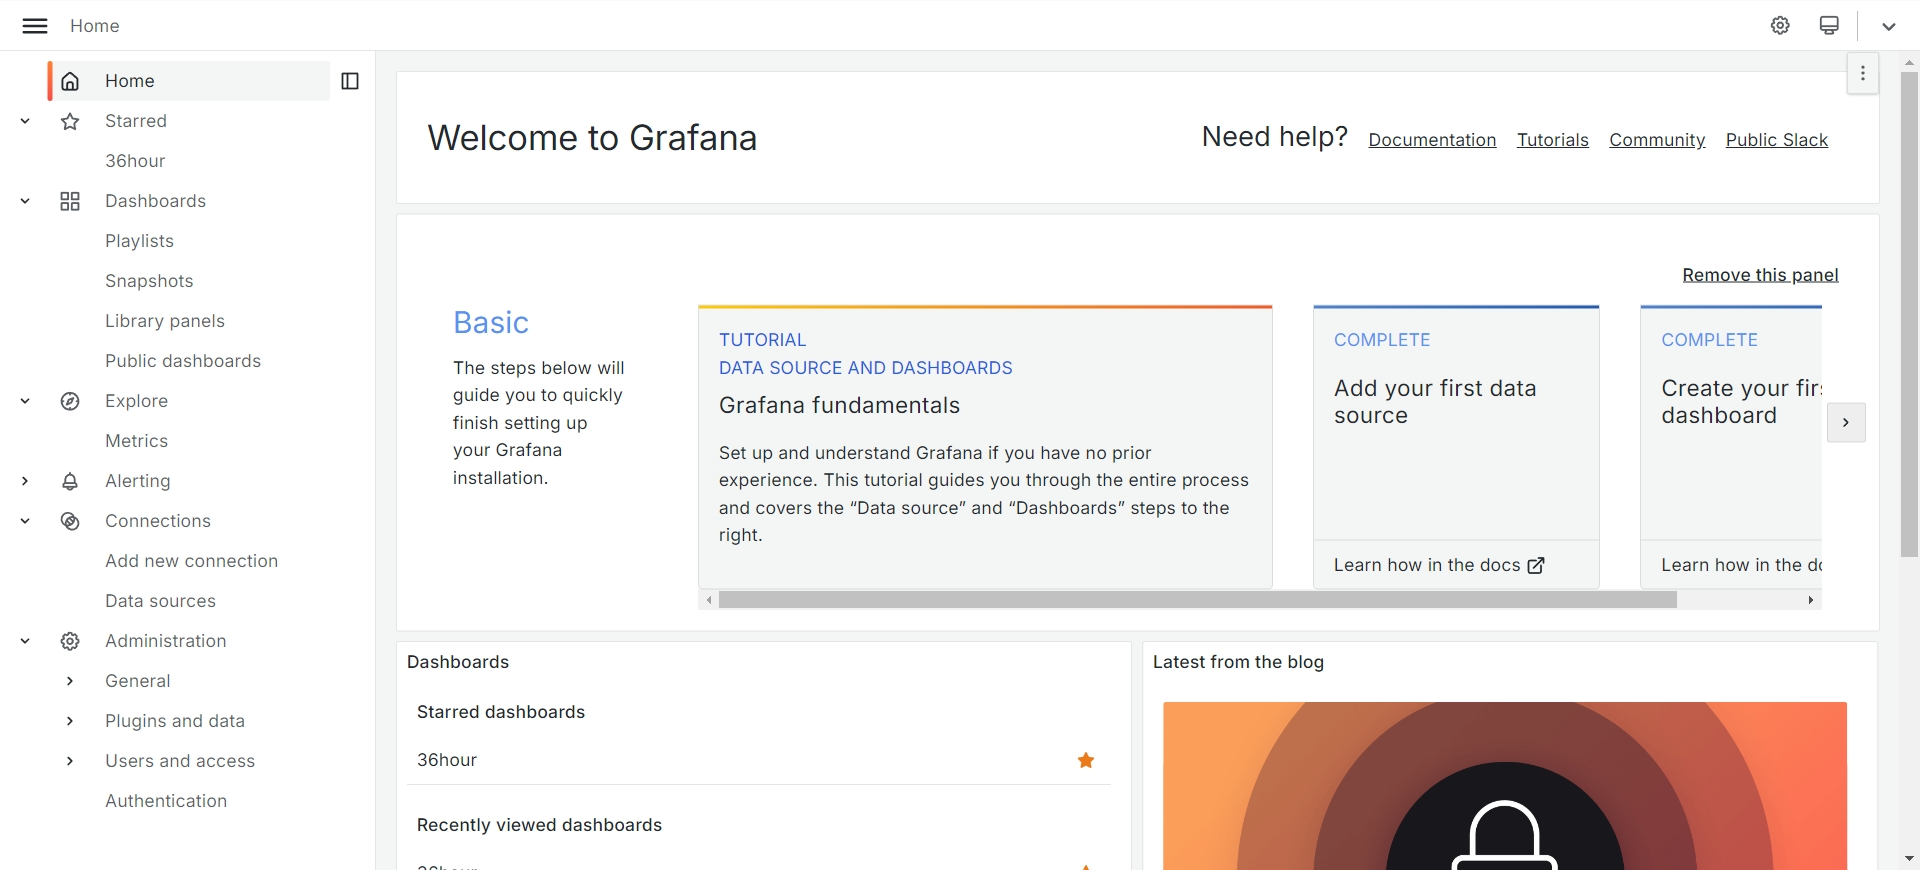 Home
Home
Starred
36hour
Dashboards
Playlists
Snapshots
Library panels
Public dashboards
Explore
Metrics
Alerting
Connections
Add new connection
Data sources
Administration
General
Plugins and data
Users and access
Authentication
Welcome to Grafana
Need help? Documentation Tutorials Community Public Slack
Remove this panel
Basic
The steps below will
guide you to quickly
finish setting up
your Grafana
installation.
TUTORIAL
DATA SOURCE AND DASHBOARDS
Grafana fundamentals
Set up and understand Grafana if you have no prior
experience. This tutorial guides you through the entire process
and covers the “Data source” and “Dashboards” steps to the
right.
COMPLETE
Add your first data
source
Learn how in the docs
COMPLETE
Create your
dashboard
Learn how in the
Dashboards
Starred dashboards
36hour
Recently viewed dashboards
Latest from the blog